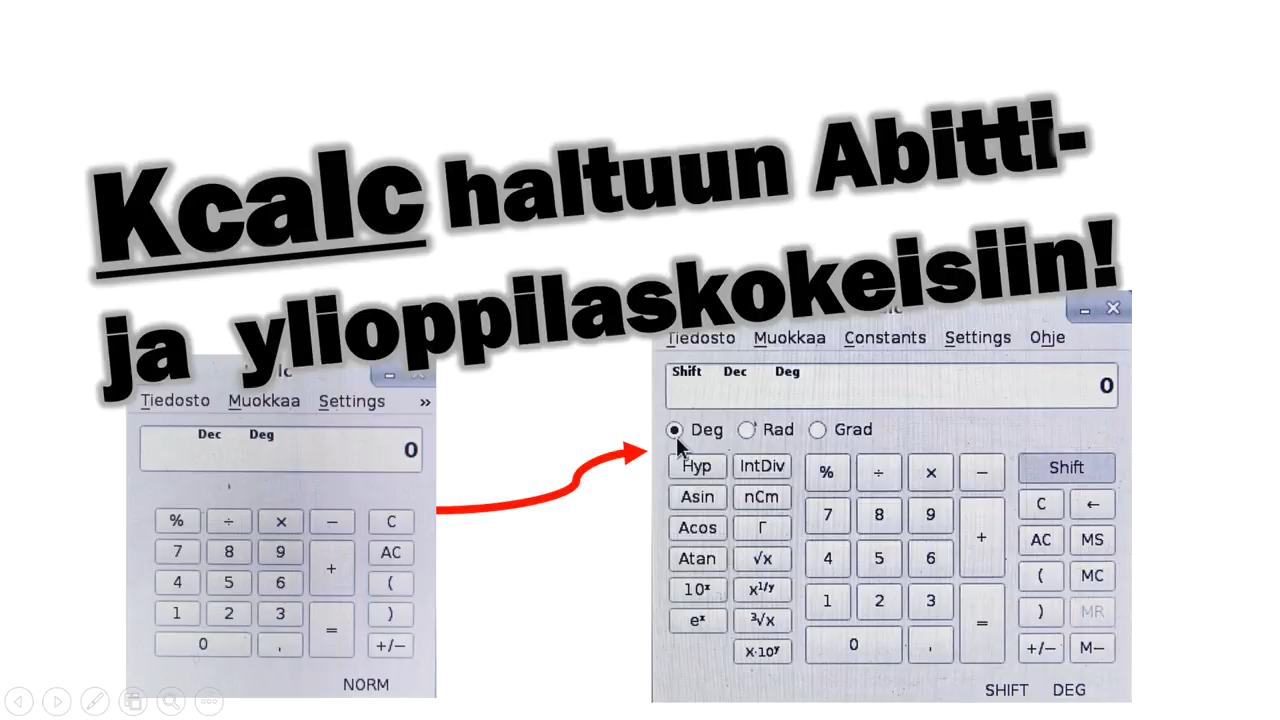 Kcalc haltuun Abitti-
ja ylioppilaskokeisiin!
Tiedosto Muokkaa Settings »
Dec Deg
0
% ÷ × − C
7 8 9 + AC
4 5 6 (
1 2 3 = )
0 , +/−
NORM
Tiedosto Muokkaa Constants Settings Ohje
Shift Dec Deg
0
Deg Rad Grad
Hyp IntDiv % ÷ × − Shift
Asin nCm 7 8 9 + C ←
Acos Γ AC MS
Atan √x 4 5 6 ( MC
10ˣ x¹/ʸ 1 2 3 = ) MR
eˣ ³√x
x·10ʸ 0 , +/− M−
SHIFT DEG